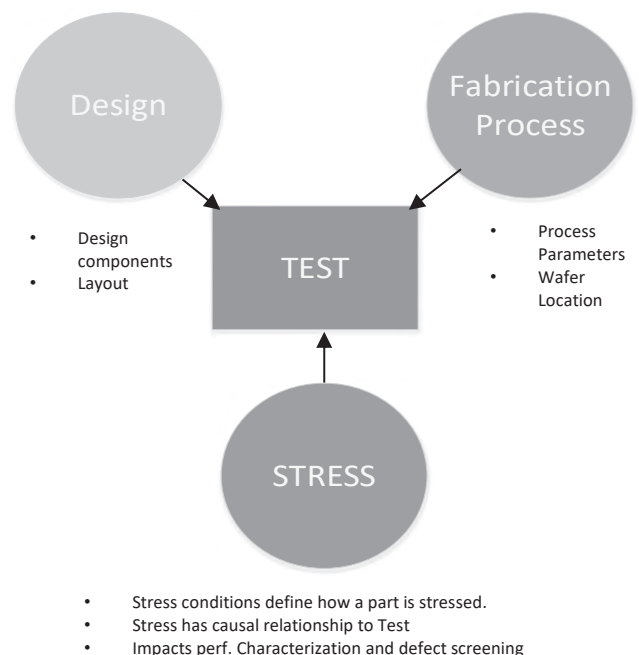 Design
Fabrication
Process
• Design
components
• Layout
TEST
• Process
Parameters
• Wafer
Location
STRESS
• Stress conditions define how a part is stressed.
• Stress has causal relationship to Test
• Impacts perf. Characterization and defect screening